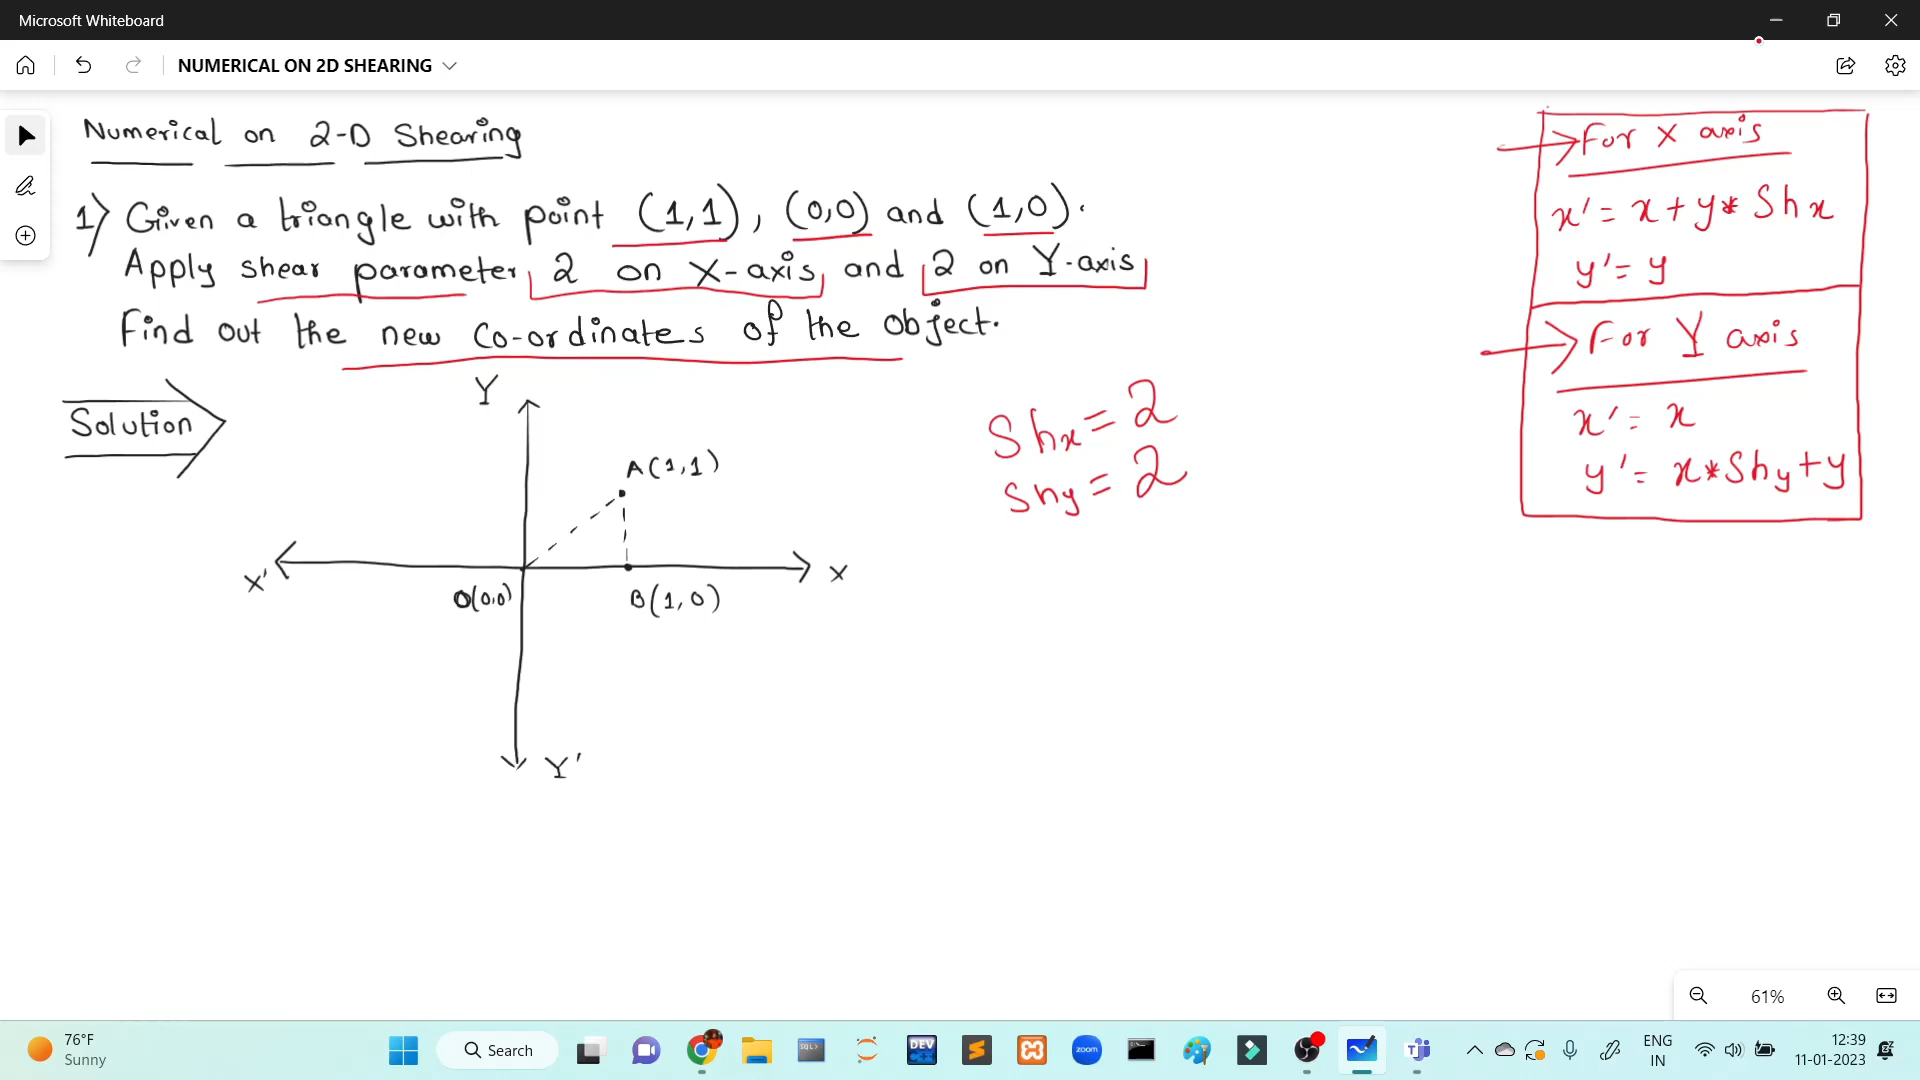 Microsoft Whiteboard
NUMERICAL ON 2D SHEARING
Numerical on 2-D Shearing
1) Given a triangle with point (1,1), (0,0) and (1,0).
Apply shear parameter 2 on X-axis and 2 on Y-axis
Find out the new Co-ordinates of the object.
Solution
Y
A(1,1)
X'
X
O(0,0)
B(1,0)
Y'
Shx = 2
Shy = 2
For X axis
x' = x + y * Shx
y' = y
For Y axis
x' = x
y' = x * Shy + y
61%
76°F
Sunny
Search
SQL>
DEV
C++
zoom
ENG
IN
12:39
11-01-2023